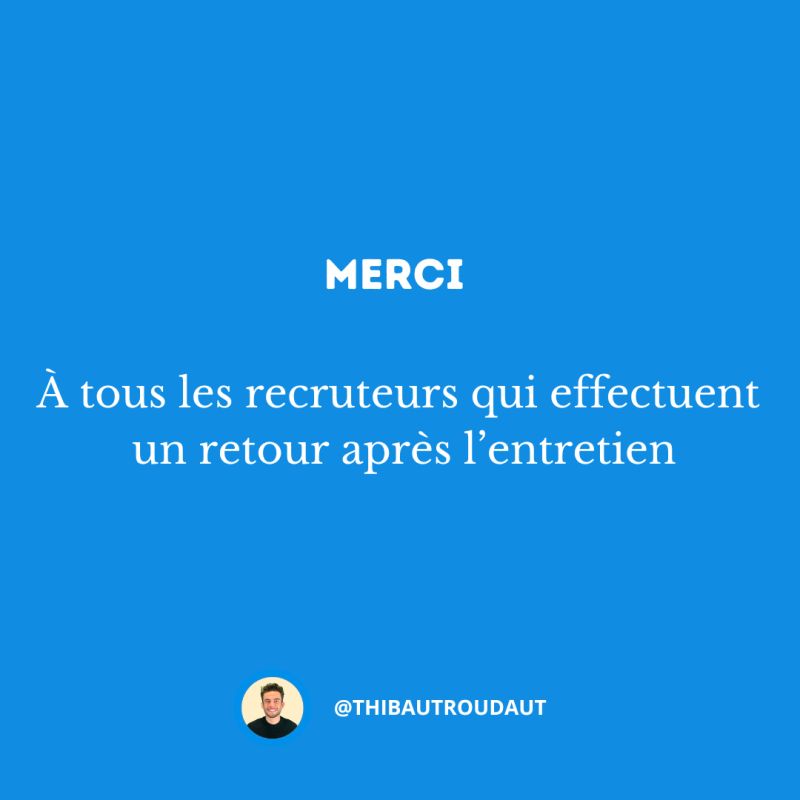 MERCI
À tous les recruteurs qui effectuent
un retour après l’entretien
@THIBAUTROUDAUT